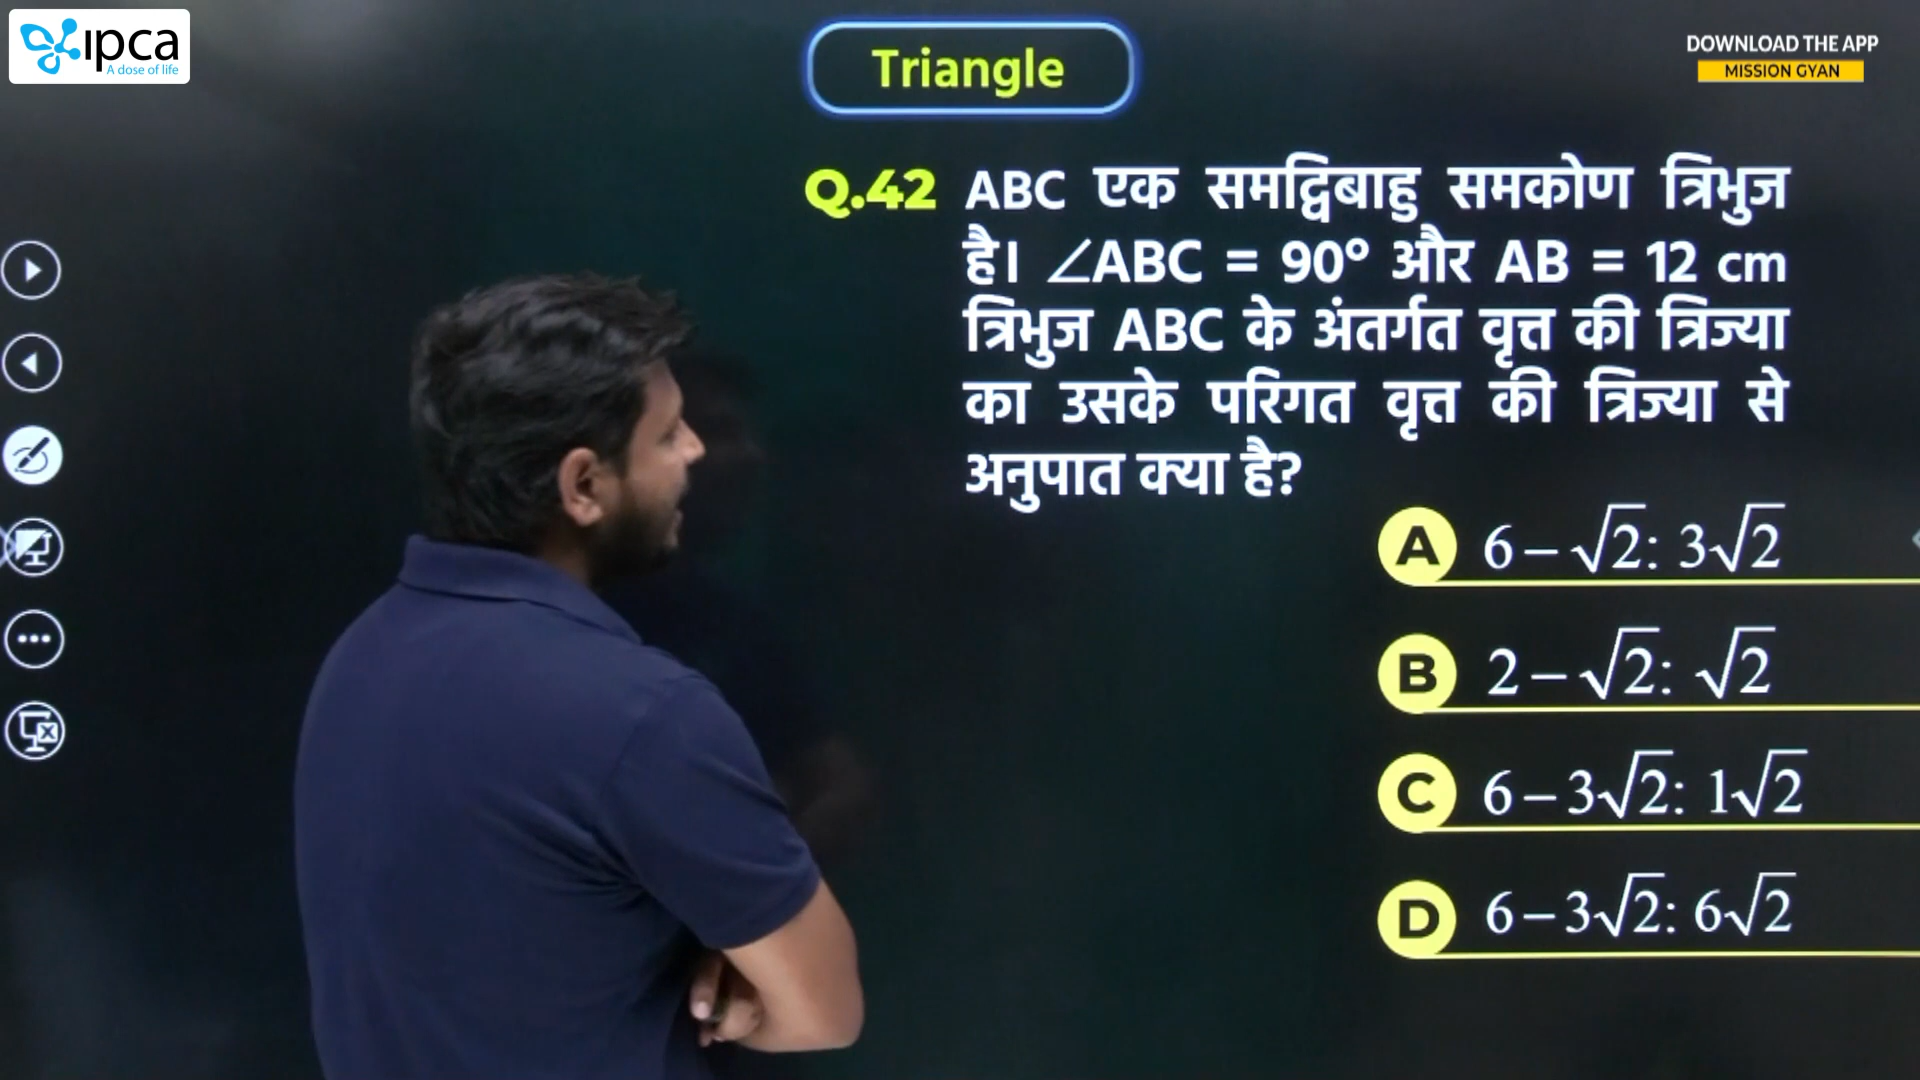 ıpca
A dose of life
Triangle
DOWNLOAD THE APP
MISSION GYAN
Q.42 ABC एक समद्विबाहु समकोण त्रिभुज
है। ∠ABC = 90° और AB = 12 cm
त्रिभुज ABC के अंतर्गत वृत्त की त्रिज्या
का उसके परिगत वृत्त की त्रिज्या से
अनुपात क्या है?
A 6 – √2: 3√2
B 2 – √2: √2
C 6 – 3√2: 1√2
D 6 – 3√2: 6√2